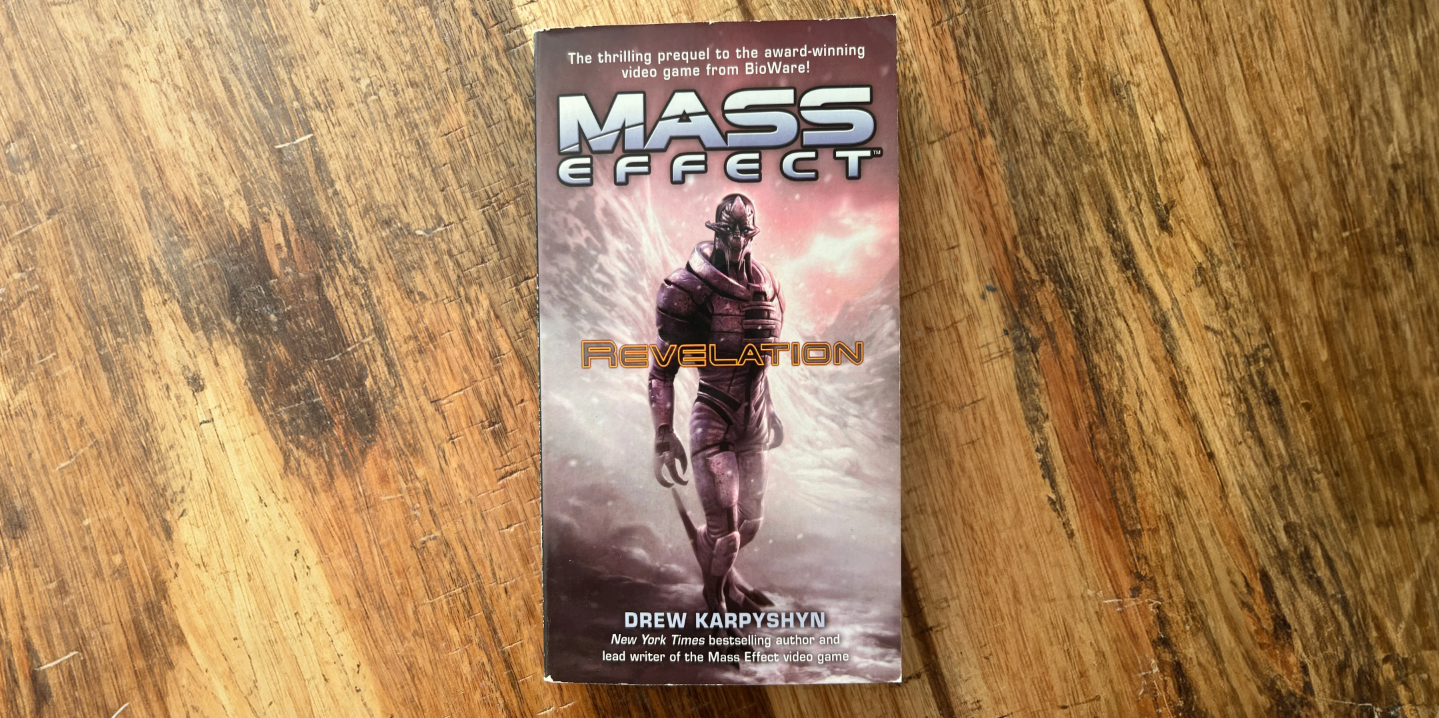 The thrilling prequel to the award-winning
video game from BioWare!
MASS
EFFECT™
REVELATION
DREW KARPYSHYN
New York Times bestselling author and
lead writer of the Mass Effect video game